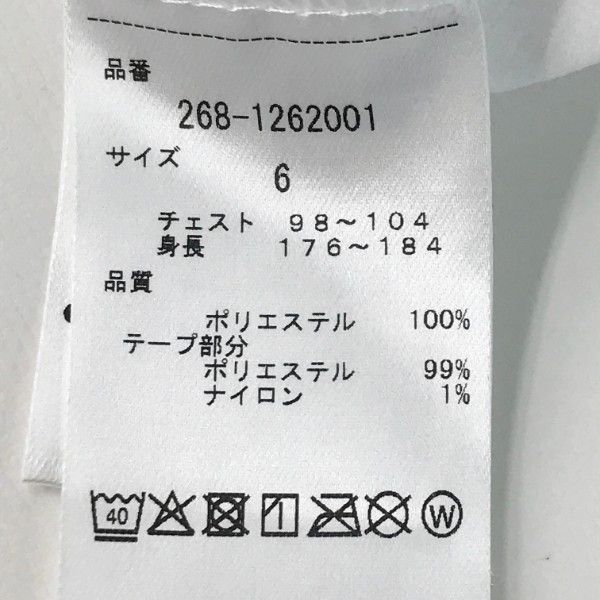 品番
268-1262001
サイズ
6
チェスト 98～104
身長 176～184
品質
ポリエステル 100%
テープ部分
ポリエステル 99%
ナイロン 1%
40 W